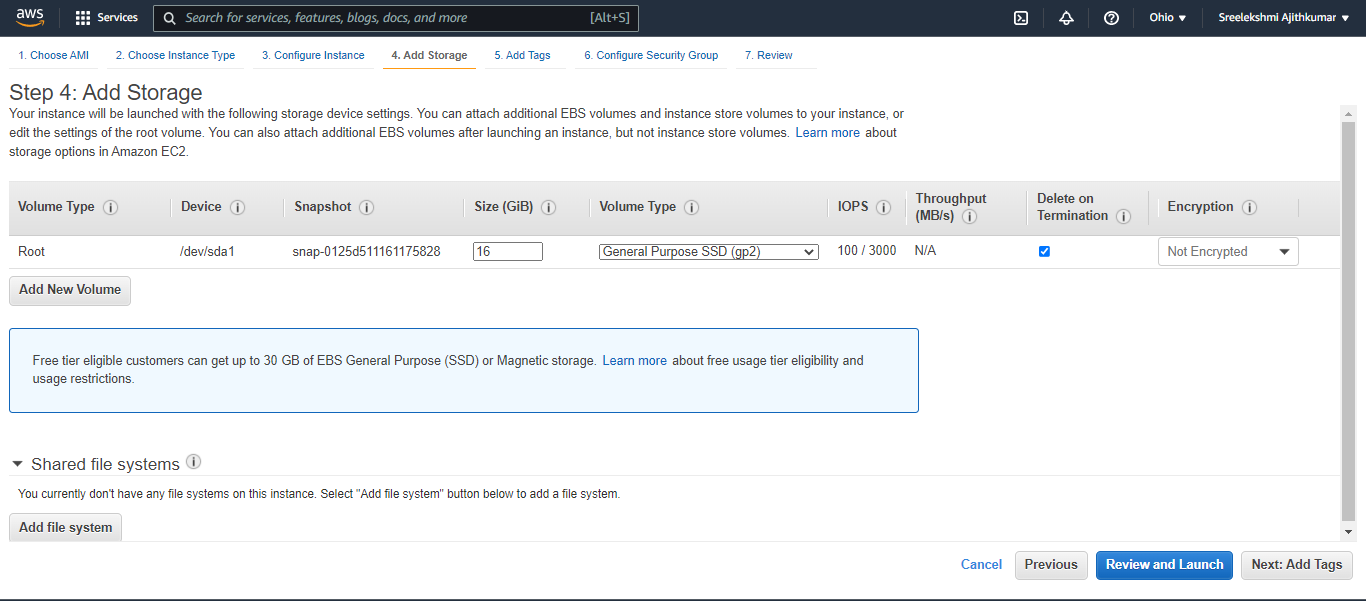 aws
Services
Search for services, features, blogs, docs, and more [Alt+S]
Ohio
Sreelekshmi Ajithkumar
1. Choose AMI 2. Choose Instance Type 3. Configure Instance 4. Add Storage 5. Add Tags 6. Configure Security Group 7. Review
Step 4: Add Storage
Your instance will be launched with the following storage device settings. You can attach additional EBS volumes and instance store volumes to your instance, or
edit the settings of the root volume. You can also attach additional EBS volumes after launching an instance, but not instance store volumes. Learn more about
storage options in Amazon EC2.
Volume Type i Device i Snapshot i Size (GiB) i Volume Type i IOPS i Throughput (MB/s) i Delete on Termination i Encryption i
Root /dev/sda1 snap-0125d511161175828 16 General Purpose SSD (gp2) 100 / 3000 N/A Not Encrypted
Add New Volume
Free tier eligible customers can get up to 30 GB of EBS General Purpose (SSD) or Magnetic storage. Learn more about free usage tier eligibility and
usage restrictions.
Shared file systems i
You currently don't have any file systems on this instance. Select "Add file system" button below to add a file system.
Add file system
Cancel Previous Review and Launch Next: Add Tags